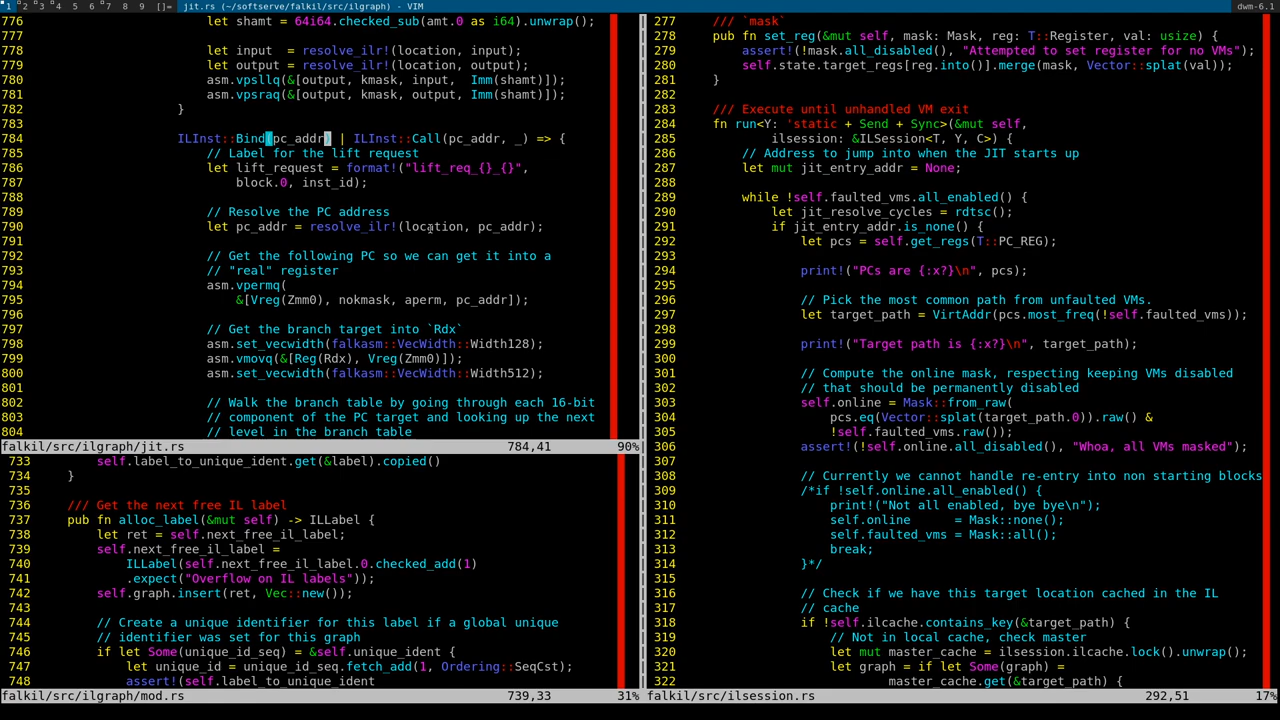 1 2 3 4 5 6 7 8 9 []= jit.rs (~/softserve/falkil/src/ilgraph) - VIM dwm-6.1
776 let shamt = 64i64.checked_sub(amt.0 as i64).unwrap();
777
778 let input  = resolve_ilr!(location, input);
779 let output = resolve_ilr!(location, output);
780 asm.vpsllq(&[output, kmask, input,  Imm(shamt)]);
781 asm.vpsraq(&[output, kmask, output, Imm(shamt)]);
782 }
783
784 ILInst::Bind(pc_addr) | ILInst::Call(pc_addr, _) => {
785 // Label for the lift request
786 let lift_request = format!("lift_req_{}_{}",
787 block.0, inst_id);
788
789 // Resolve the PC address
790 let pc_addr = resolve_ilr!(location, pc_addr);
791
792 // Get the following PC so we can get it into a
793 // "real" register
794 asm.vpermq(
795 &[Vreg(Zmm0), nokmask, aperm, pc_addr]);
796
797 // Get the branch target into `Rdx`
798 asm.set_vecwidth(falkasm::VecWidth::Width128);
799 asm.vmovq(&[Reg(Rdx), Vreg(Zmm0)]);
800 asm.set_vecwidth(falkasm::VecWidth::Width512);
801
802 // Walk the branch table by going through each 16-bit
803 // component of the PC target and looking up the next
804 // level in the branch table
falkil/src/ilgraph/jit.rs 784,41 90%
733 self.label_to_unique_ident.get(&label).copied()
734 }
735
736 /// Get the next free IL label
737 pub fn alloc_label(&mut self) -> ILLabel {
738 let ret = self.next_free_il_label;
739 self.next_free_il_label =
740 ILLabel(self.next_free_il_label.0.checked_add(1)
741 .expect("Overflow on IL labels"));
742 self.graph.insert(ret, Vec::new());
743
744 // Create a unique identifier for this label if a global unique
745 // identifier was set for this graph
746 if let Some(unique_id_seq) = &self.unique_ident {
747 let unique_id = unique_id_seq.fetch_add(1, Ordering::SeqCst);
748 assert!(self.label_to_unique_ident
falkil/src/ilgraph/mod.rs 739,33 31%
277 /// `mask`
278 pub fn set_reg(&mut self, mask: Mask, reg: T::Register, val: usize) {
279 assert!(!mask.all_disabled(), "Attempted to set register for no VMs");
280 self.state.target_regs[reg.into()].merge(mask, Vector::splat(val));
281 }
282
283 /// Execute until unhandled VM exit
284 fn run<Y: 'static + Send + Sync>(&mut self,
285 ilsession: &ILSession<T, Y, C>) {
286 // Address to jump into when the JIT starts up
287 let mut jit_entry_addr = None;
288
289 while !self.faulted_vms.all_enabled() {
290 let jit_resolve_cycles = rdtsc();
291 if jit_entry_addr.is_none() {
292 let pcs = self.get_regs(T::PC_REG);
293
294 print!("PCs are {:x?}\n", pcs);
295
296 // Pick the most common path from unfaulted VMs.
297 let target_path = VirtAddr(pcs.most_freq(!self.faulted_vms));
298
299 print!("Target path is {:x?}\n", target_path);
300
301 // Compute the online mask, respecting keeping VMs disabled
302 // that should be permanently disabled
303 self.online = Mask::from_raw(
304 pcs.eq(Vector::splat(target_path.0)).raw() &
305 !self.faulted_vms.raw());
306 assert!(!self.online.all_disabled(), "Whoa, all VMs masked");
307
308 // Currently we cannot handle re-entry into non starting blocks
309 /*if !self.online.all_enabled() {
310 print!("Not all enabled, bye bye\n");
311 self.online      = Mask::none();
312 self.faulted_vms = Mask::all();
313 break;
314 }*/
315
316 // Check if we have this target location cached in the IL
317 // cache
318 if !self.ilcache.contains_key(&target_path) {
319 // Not in local cache, check master
320 let mut master_cache = ilsession.ilcache.lock().unwrap();
321 let graph = if let Some(graph) =
322 master_cache.get(&target_path) {
falkil/src/ilsession.rs 292,51 17%